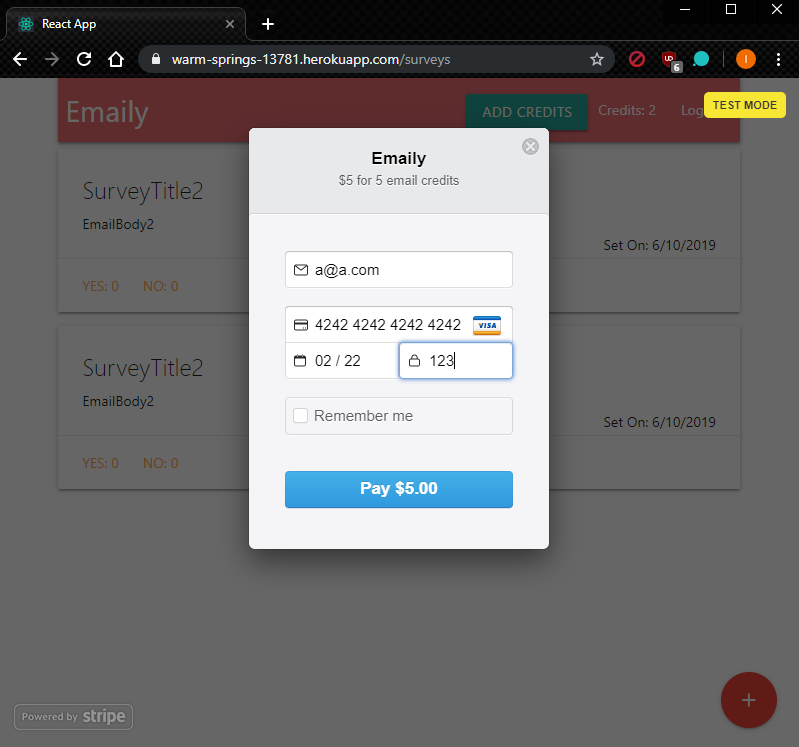 React App
warm-springs-13781.herokuapp.com/surveys
UD
6
I
Emaily
ADD CREDITS
Credits: 2
Log
TEST MODE
Emaily
$5 for 5 email credits
SurveyTitle2
EmailBody2
Set On: 6/10/2019
YES: 0 NO: 0
a@a.com
4242 4242 4242 4242 VISA
02 / 22 123
Remember me
SurveyTitle2
EmailBody2
Set On: 6/10/2019
YES: 0 NO: 0
Pay $5.00
Powered by stripe